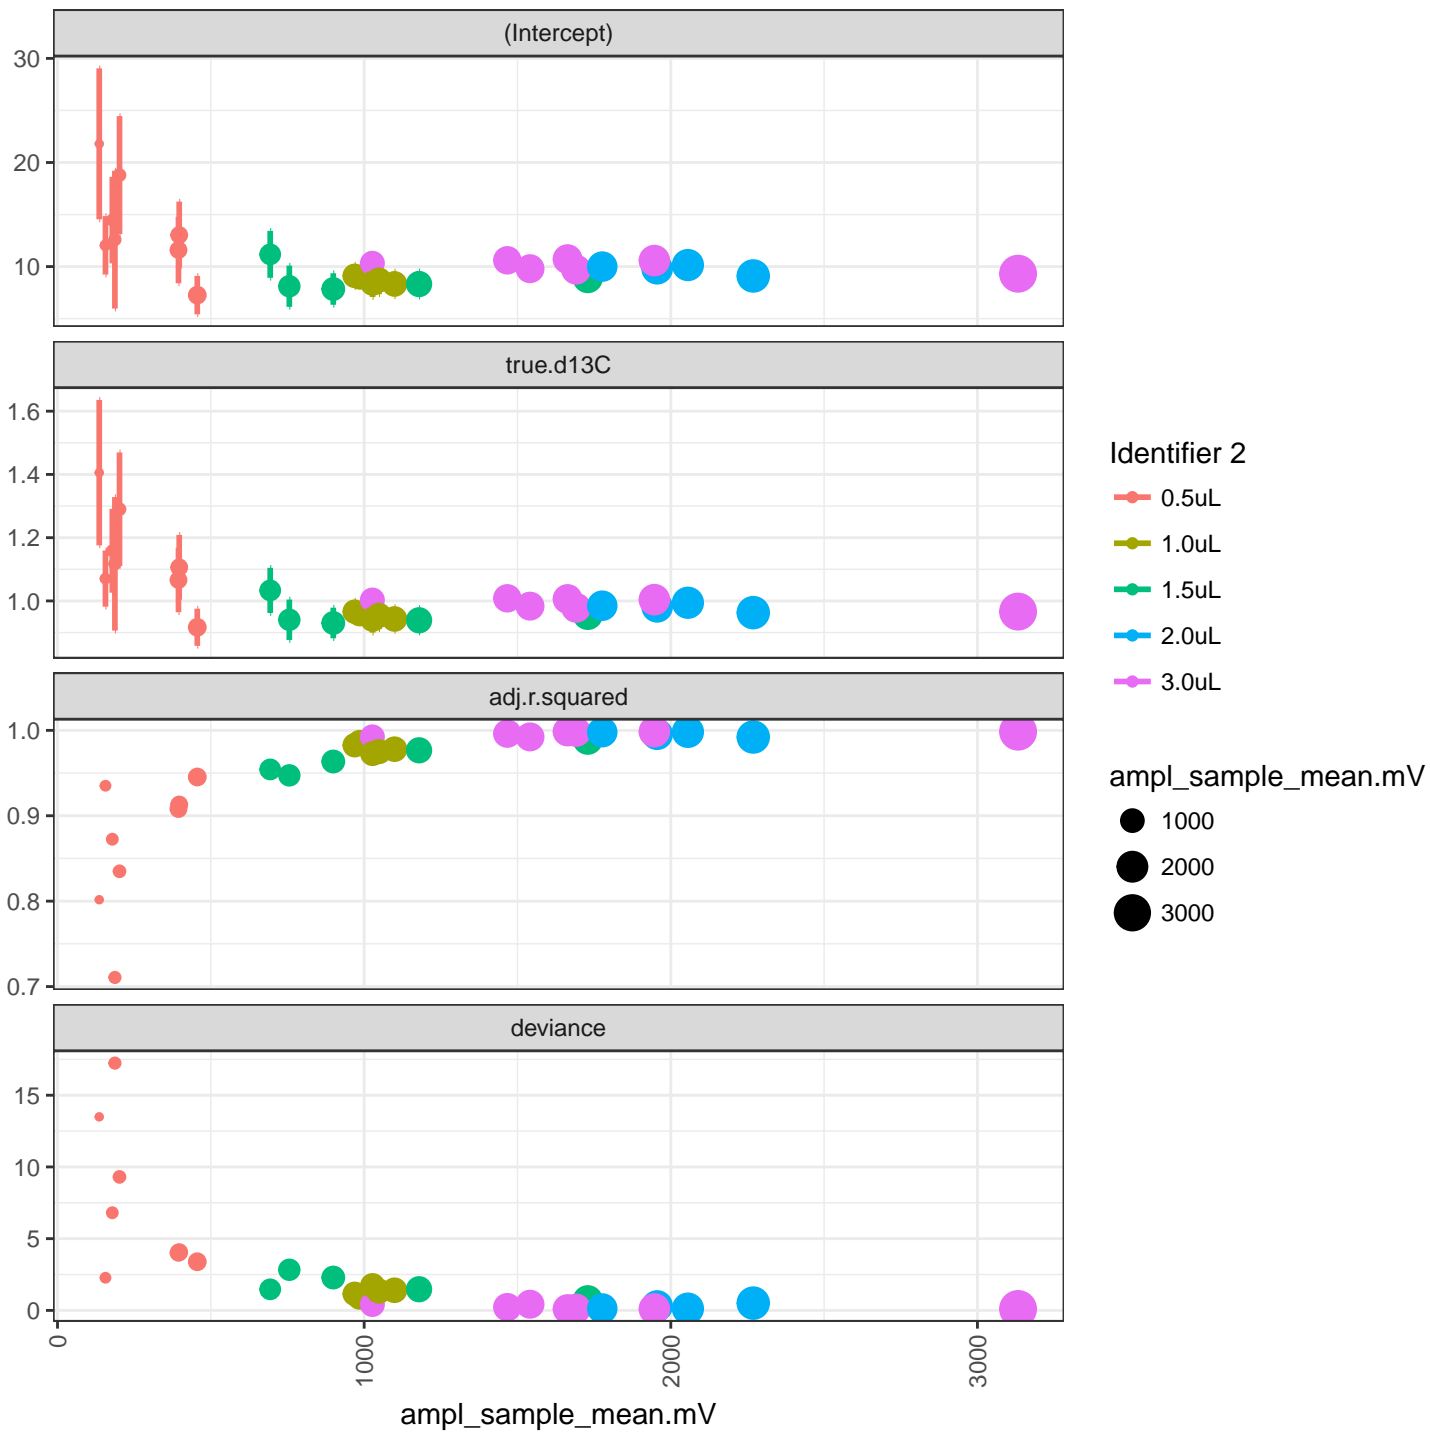 (Intercept)
30
20
10
true.d13C
1.6
1.4
1.2
1.0
adj.r.squared
1.0
0.9
0.8
0.7
deviance
15
10
5
0
0
1000
2000
3000
ampl_sample_mean.mV
Identifier 2
0.5uL
1.0uL
1.5uL
2.0uL
3.0uL
ampl_sample_mean.mV
1000
2000
3000